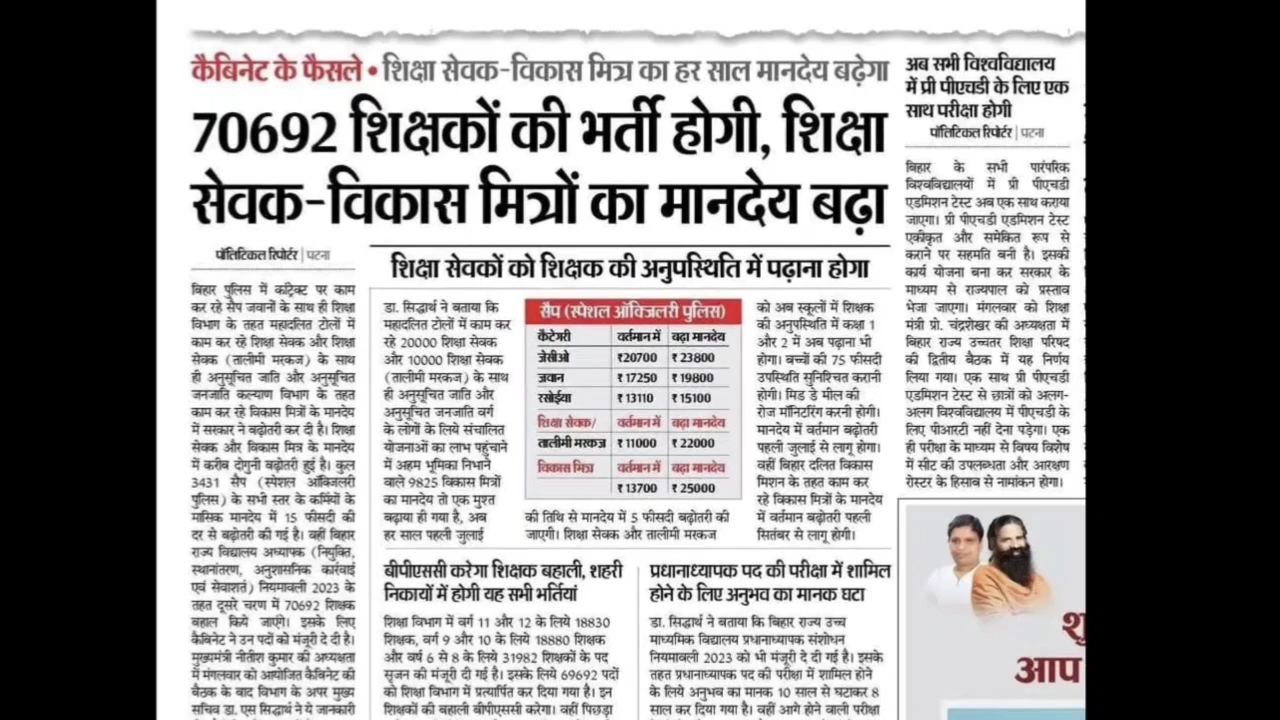 कैबिनेट के फैसले • शिक्षा सेवक-विकास मित्र का हर साल मानदेय बढ़ेगा
70692 शिक्षकों की भर्ती होगी, शिक्षा
सेवक-विकास मित्रों का मानदेय बढ़ा
पॉलिटिकल रिपोर्टर | पटना
बिहार पुलिस में कांट्रेक्ट पर काम
कर रहे सैप जवानों के साथ ही शिक्षा
विभाग के तहत महादलित टोलों में
काम कर रहे शिक्षा सेवक और शिक्षा
सेवक (तालीमी मरकज) के साथ
ही अनुसूचित जाति और अनुसूचित
जनजाति कल्याण विभाग के तहत
काम कर रहे विकास मित्रों के मानदेय
में सरकार ने बढ़ोतरी कर दी है। शिक्षा
सेवक और विकास मित्र के मानदेय
में करीब दोगुनी बढ़ोतरी हुई है। कुल
3431 सैप (स्पेशल ऑक्जिलरी
पुलिस) के सभी स्तर के कर्मियों के
मासिक मानदेय में 15 फीसदी की
दर से बढ़ोतरी की गई है। वहीं बिहार
राज्य विद्यालय अध्यापक (नियुक्ति,
स्थानांतरण, अनुशासनिक कार्रवाई
एवं सेवाशर्त) नियमावली 2023 के
तहत दूसरे चरण में 70692 शिक्षक
बहाल किये जाएंगे। इसके लिए
कैबिनेट ने उन पदों को मंजूरी दे दी है।
मुख्यमंत्री नीतीश कुमार की अध्यक्षता
में मंगलवार को आयोजित कैबिनेट की
बैठक के बाद विभाग के अपर मुख्य
सचिव डा. एस सिद्धार्थ ने ये जानकारी
शिक्षा सेवकों को शिक्षक की अनुपस्थिति में पढ़ाना होगा
डा. सिद्धार्थ ने बताया कि
महादलित टोलों में काम कर
रहे 20000 शिक्षा सेवक
और 10000 शिक्षा सेवक
(तालीमी मरकज) के साथ
ही अनुसूचित जाति और
अनुसूचित जनजाति वर्ग
के लोगों के लिये संचालित
योजनाओं का लाभ पहुंचाने
में अहम भूमिका निभाने
वाले 9825 विकास मित्रों
का मानदेय तो एक मुश्त
बढ़ाया ही गया है, अब
हर साल पहली जुलाई
सैप (स्पेशल ऑक्जिलरी पुलिस)
कैटेगरी वर्तमान में बढ़ा मानदेय
जेसीओ ₹20700 ₹23800
जवान ₹17250 ₹19800
रसोईया ₹13110 ₹15100
शिक्षा सेवक/ वर्तमान में बढ़ा मानदेय
तालीमी मरकज ₹11000 ₹22000
विकास मित्र वर्तमान में बढ़ा मानदेय
₹13700 ₹25000
की तिथि से मानदेय में 5 फीसदी बढ़ोतरी की
जाएगी। शिक्षा सेवक और तालीमी मरकज
को अब स्कूलों में शिक्षक
की अनुपस्थिति में कक्षा 1
और 2 में अब पढ़ाना भी
होगा। बच्चों की 75 फीसदी
उपस्थिति सुनिश्चित करानी
होगी। मिड डे मील की
रोज मॉनिटरिंग करनी होगी।
मानदेय में वर्तमान बढ़ोतरी
पहली जुलाई से लागू होगा।
वहीं बिहार दलित विकास
मिशन के तहत काम कर
रहे विकास मित्रों के मानदेय
में वर्तमान बढ़ोतरी पहली
सितंबर से लागू होगी।
बीपीएससी करेगा शिक्षक बहाली, शहरी
निकायों में होगी यह सभी भर्तियां
शिक्षा विभाग में वर्ग 11 और 12 के लिये 18830
शिक्षक, वर्ग 9 और 10 के लिये 18880 शिक्षक
और वर्ष 6 से 8 के लिये 31982 शिक्षकों के पद
सृजन की मंजूरी दी गई है। इसके लिए 69692 पदों
को शिक्षा विभाग में प्रत्यार्पित कर दिया गया है। इन
शिक्षकों की बहाली बीपीएससी करेगा। वहीं पिछड़ा
प्रधानाध्यापक पद की परीक्षा में शामिल
होने के लिए अनुभव का मानक घटा
डा. सिद्धार्थ ने बताया कि बिहार राज्य उच्च
माध्यमिक विद्यालय प्रधानाध्यापक संशोधन
नियमावली 2023 को भी मंजूरी दे दी गई है। इसके
तहत प्रधानाध्यापक पद की परीक्षा में शामिल होने
के लिये अनुभव का मानक 10 साल से घटाकर 8
साल कर दिया गया है। वहीं आगे होने वाली परीक्षा
अब सभी विश्वविद्यालय
में प्री पीएचडी के लिए एक
साथ परीक्षा होगी
पॉलिटिकल रिपोर्टर | पटना
बिहार के सभी पारंपरिक
विश्वविद्यालयों में प्री पीएचडी
एडमिशन टेस्ट अब एक साथ कराया
जाएगा। प्री पीएचडी एडमिशन टेस्ट
एकीकृत और समेकित रूप से
कराने पर सहमति बनी है। इसकी
कार्य योजना बना कर सरकार के
माध्यम से राज्यपाल को प्रस्ताव
भेजा जाएगा। मंगलवार को शिक्षा
मंत्री प्रो. चंद्रशेखर की अध्यक्षता में
बिहार राज्य उच्चतर शिक्षा परिषद
की द्वितीय बैठक में यह निर्णय
लिया गया। एक साथ प्री पीएचडी
एडमिशन टेस्ट से छात्रों को अलग-
अलग विश्वविद्यालय में पीएचडी के
लिए पीआरटी नहीं देना पड़ेगा। एक
ही परीक्षा के माध्यम से विषय विशेष
में सीट की उपलब्धता और आरक्षण
रोस्टर के हिसाब से नामांकन होगा।
शु
आप